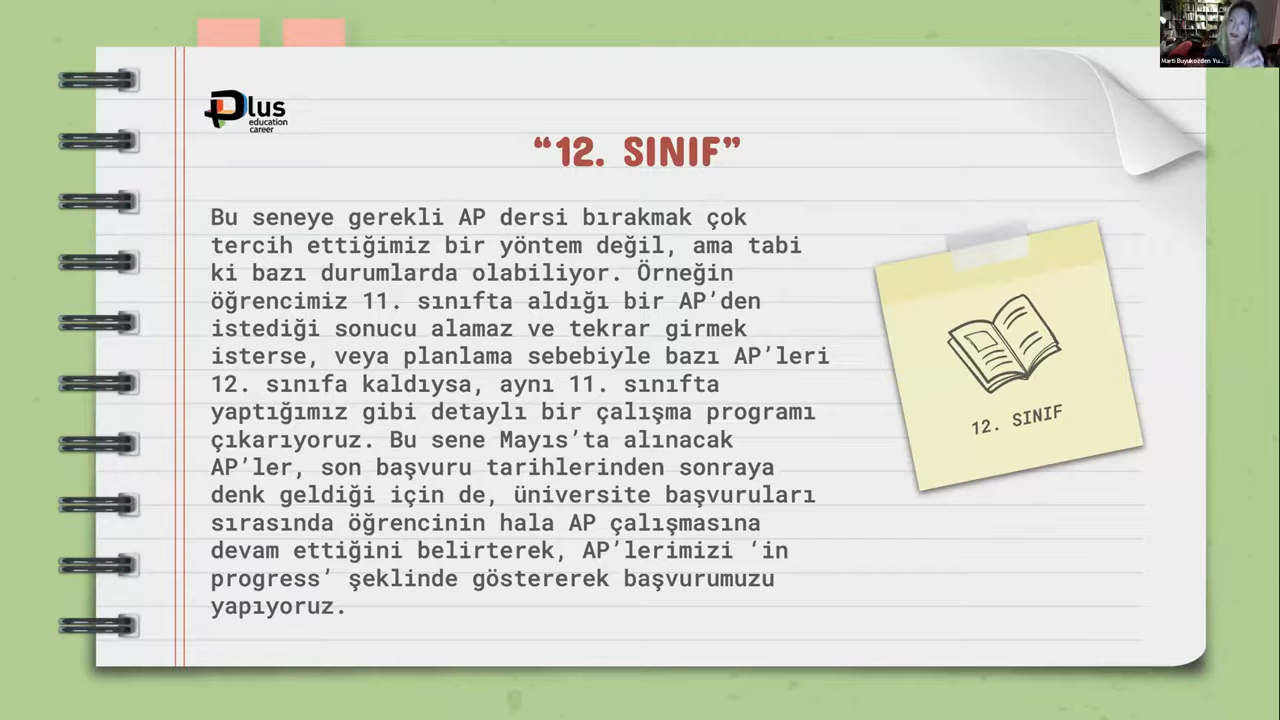 Plus
education
career
“12. SINIF”
Bu seneye gerekli AP dersi bırakmak çok
tercih ettiğimiz bir yöntem değil, ama tabi
ki bazı durumlarda olabiliyor. Örneğin
öğrencimiz 11. sınıfta aldığı bir AP’den
istediği sonucu alamaz ve tekrar girmek
isterse, veya planlama sebebiyle bazı AP’leri
12. sınıfa kaldıysa, aynı 11. sınıfta
yaptığımız gibi detaylı bir çalışma programı
çıkarıyoruz. Bu sene Mayıs’ta alınacak
AP’ler, son başvuru tarihlerinden sonraya
denk geldiği için de, üniversite başvuruları
sırasında öğrencinin hala AP çalışmasına
devam ettiğini belirterek, AP’lerimizi ‘in
progress’ şeklinde göstererek başvurumuzu
yapıyoruz.
12. SINIF
Marti Buyukozden Yu...